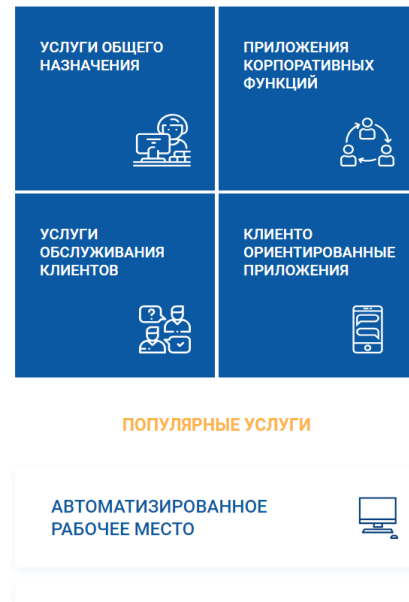 УСЛУГИ ОБЩЕГО
НАЗНАЧЕНИЯ
ПРИЛОЖЕНИЯ
КОРПОРАТИВНЫХ
ФУНКЦИЙ
УСЛУГИ
ОБСЛУЖИВАНИЯ
КЛИЕНТОВ
КЛИЕНТО
ОРИЕНТИРОВАННЫЕ
ПРИЛОЖЕНИЯ
ПОПУЛЯРНЫЕ УСЛУГИ
АВТОМАТИЗИРОВАННОЕ
РАБОЧЕЕ МЕСТО